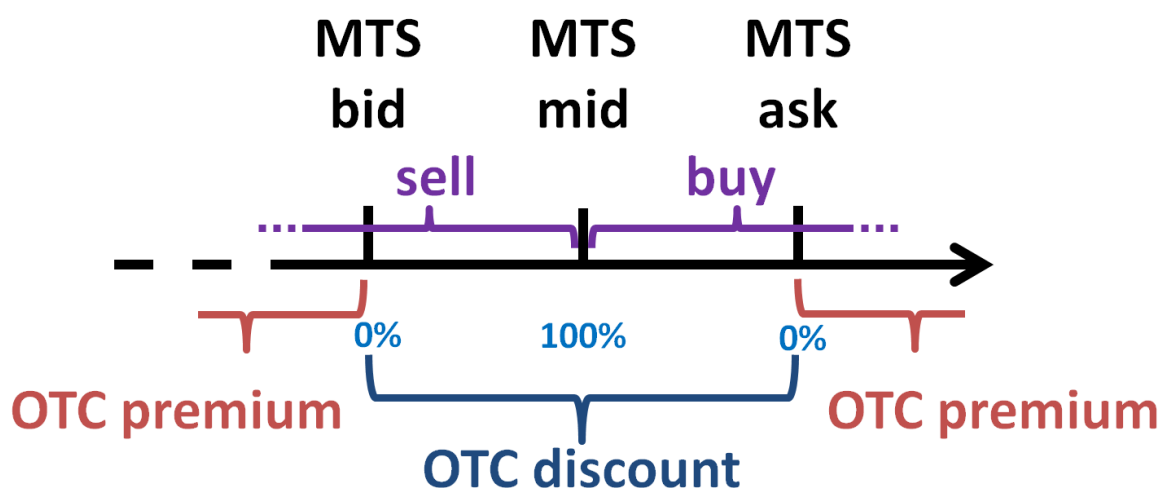 MTS bid
MTS mid
MTS ask
sell
buy
0%
100%
0%
OTC premium
OTC premium
OTC discount